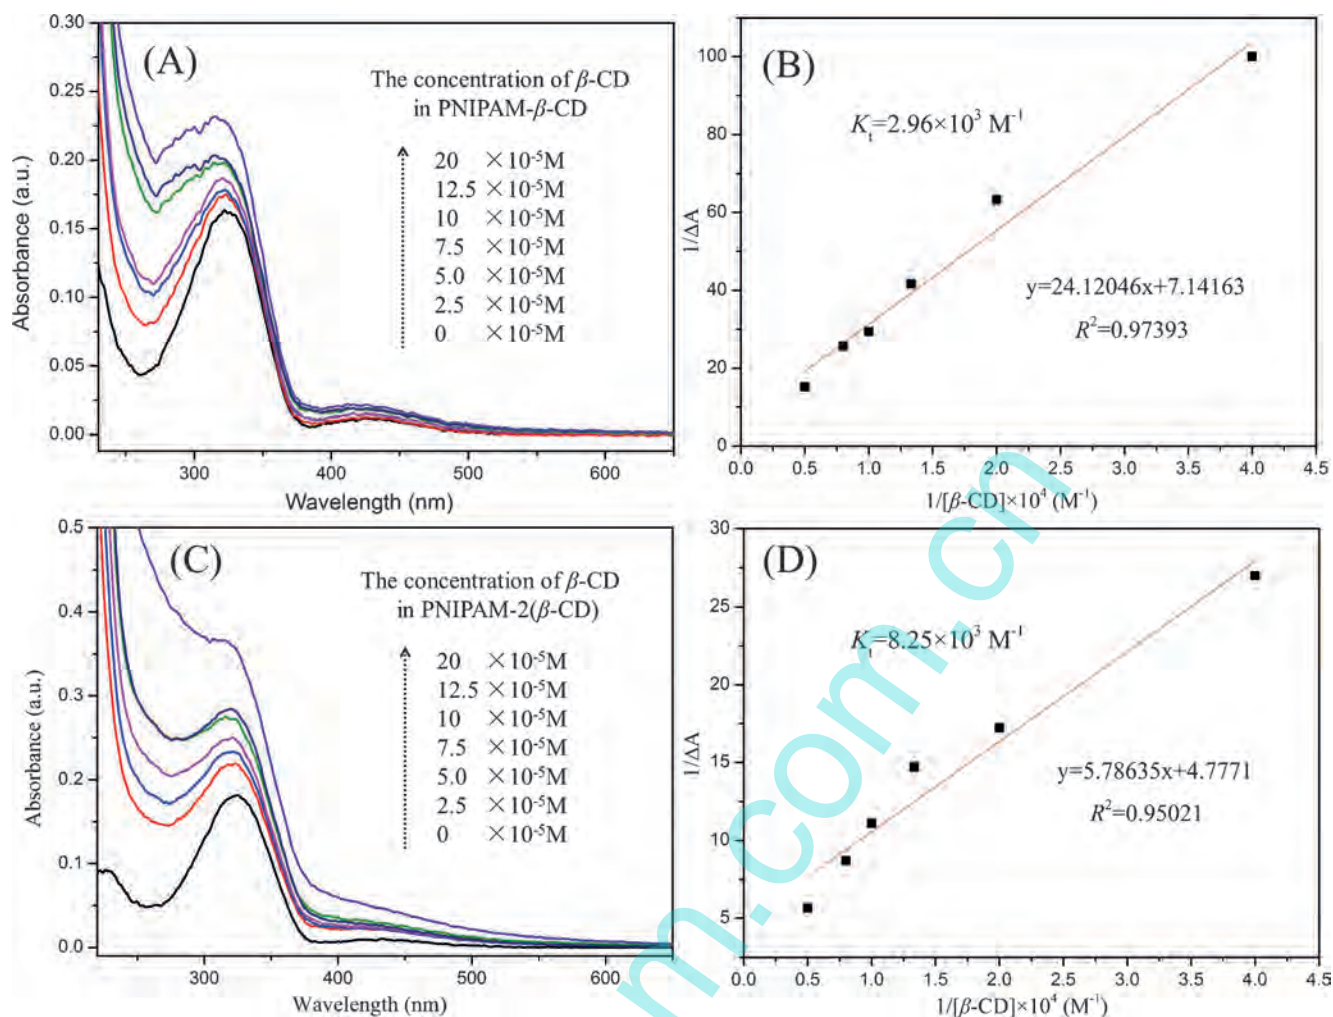 (A)
The concentration of β-CD
in PNIPAM-β-CD
20 ×10⁻⁵M
12.5 ×10⁻⁵M
10 ×10⁻⁵M
7.5 ×10⁻⁵M
5.0 ×10⁻⁵M
2.5 ×10⁻⁵M
0 ×10⁻⁵M
Absorbance (a.u.)
0.30
0.25
0.20
0.15
0.10
0.05
0.00
300 400 500 600
Wavelength (nm)
(B)
Kₜ=2.96×10³ M⁻¹
y=24.12046x+7.14163
R²=0.97393
1/ΔA
100
80
60
40
20
0
0.0 0.5 1.0 1.5 2.0 2.5 3.0 3.5 4.0 4.5
1/[β-CD]×10⁴ (M⁻¹)
(C)
The concentration of β-CD
in PNIPAM-2(β-CD)
20 ×10⁻⁵M
12.5 ×10⁻⁵M
10 ×10⁻⁵M
7.5 ×10⁻⁵M
5.0 ×10⁻⁵M
2.5 ×10⁻⁵M
0 ×10⁻⁵M
Absorbance (a.u.)
0.5
0.4
0.3
0.2
0.1
0.0
300 400 500 600
Wavelength (nm)
(D)
Kₜ=8.25×10³ M⁻¹
y=5.78635x+4.7771
R²=0.95021
1/ΔA
30
25
20
15
10
5
0.0 0.5 1.0 1.5 2.0 2.5 3.0 3.5 4.0 4.5
1/[β-CD]×10⁴ (M⁻¹)
m.com.cn